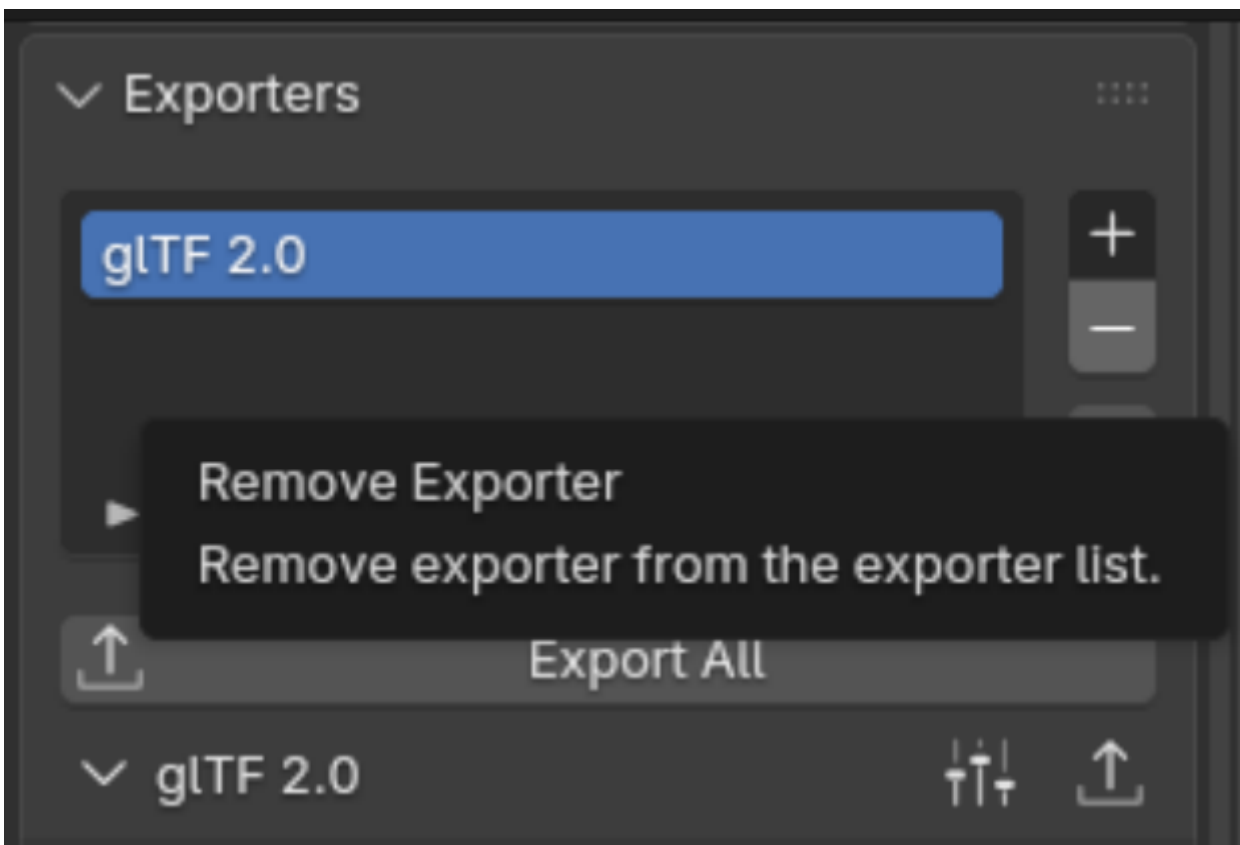 Exporters
glTF 2.0
Remove Exporter
Remove exporter from the exporter list.
Export All
glTF 2.0